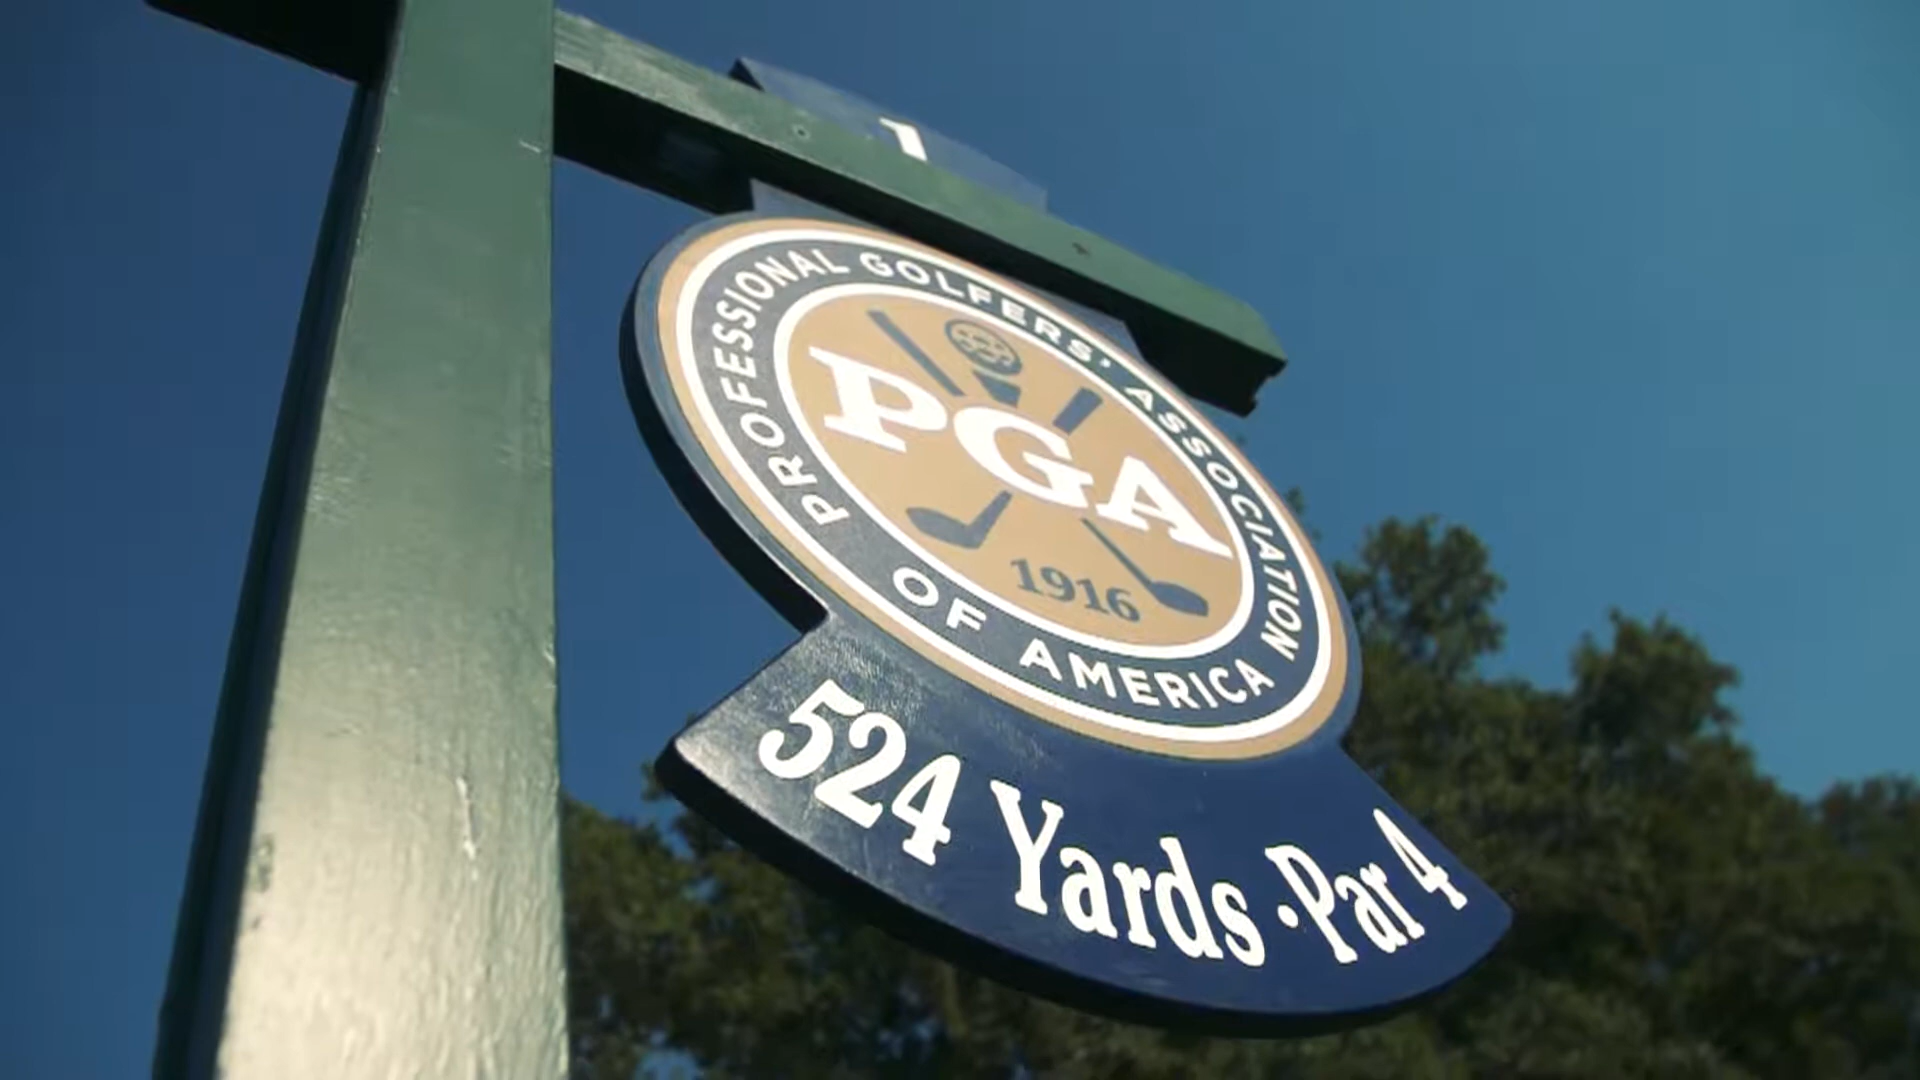 1
PROFESSIONAL GOLFERS' ASSOCIATION
PGA
1916
OF AMERICA
524 Yards · Par 4